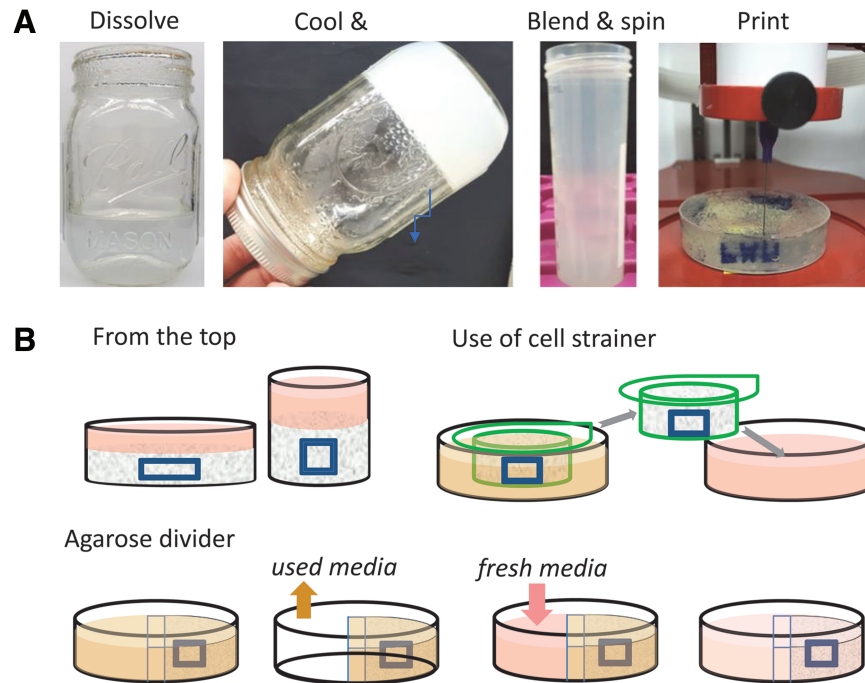 A
Dissolve
Cool &
Blend & spin
Print
Ball
MASON
B
From the top
Use of cell strainer
Agarose divider
used media
fresh media